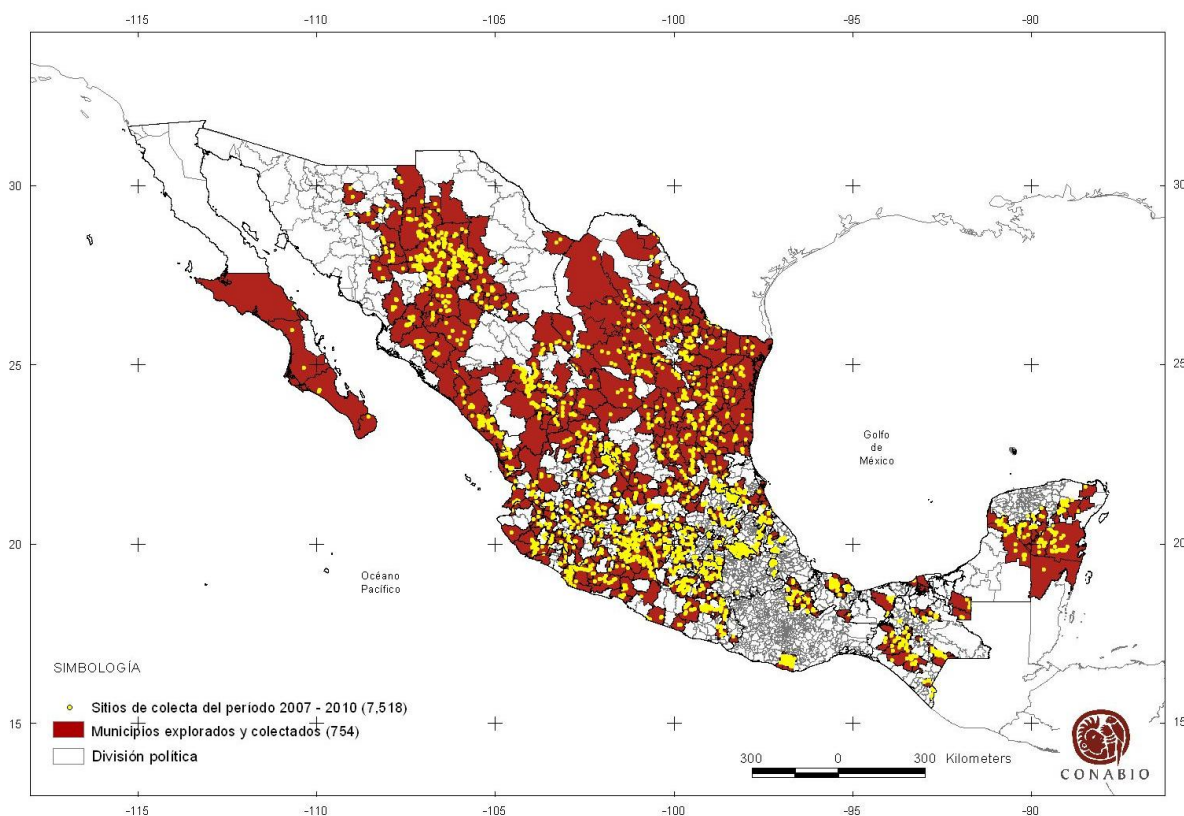 -115 -110 -105 -100 -95 -90
30 30
25 25
Golfo
de
México
20 20
Océano
Pacífico
SIMBOLOGÍA
Sitios de colecta del periodo 2007 - 2010 (7,518)
Municipios explorados y colectados (754)
División política
15 15
300 0 300 Kilometers
CONABIO
-115 -110 -105 -100 -95 -90